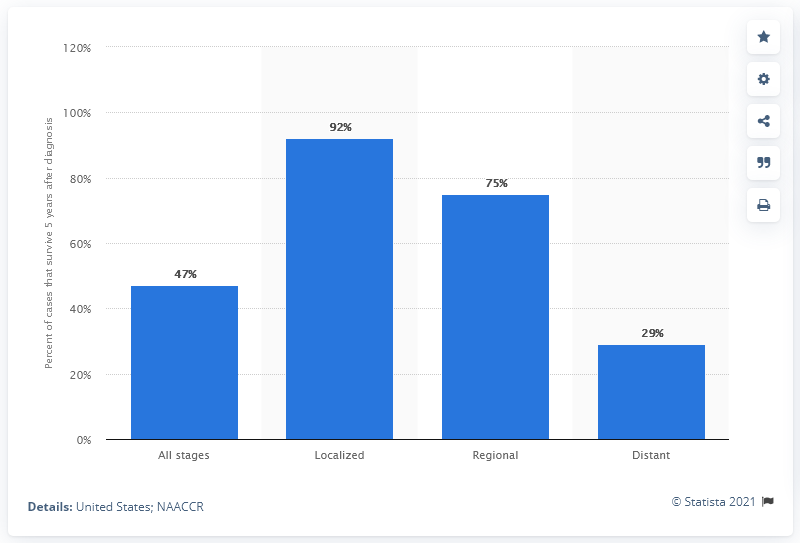 120%
100%
80%
60%
40%
20%
0%
Percent of cases that survive 5 years after diagnosis
47%
92%
75%
29%
All stages
Localized
Regional
Distant
Details: United States; NAACCR
© Statista 2021